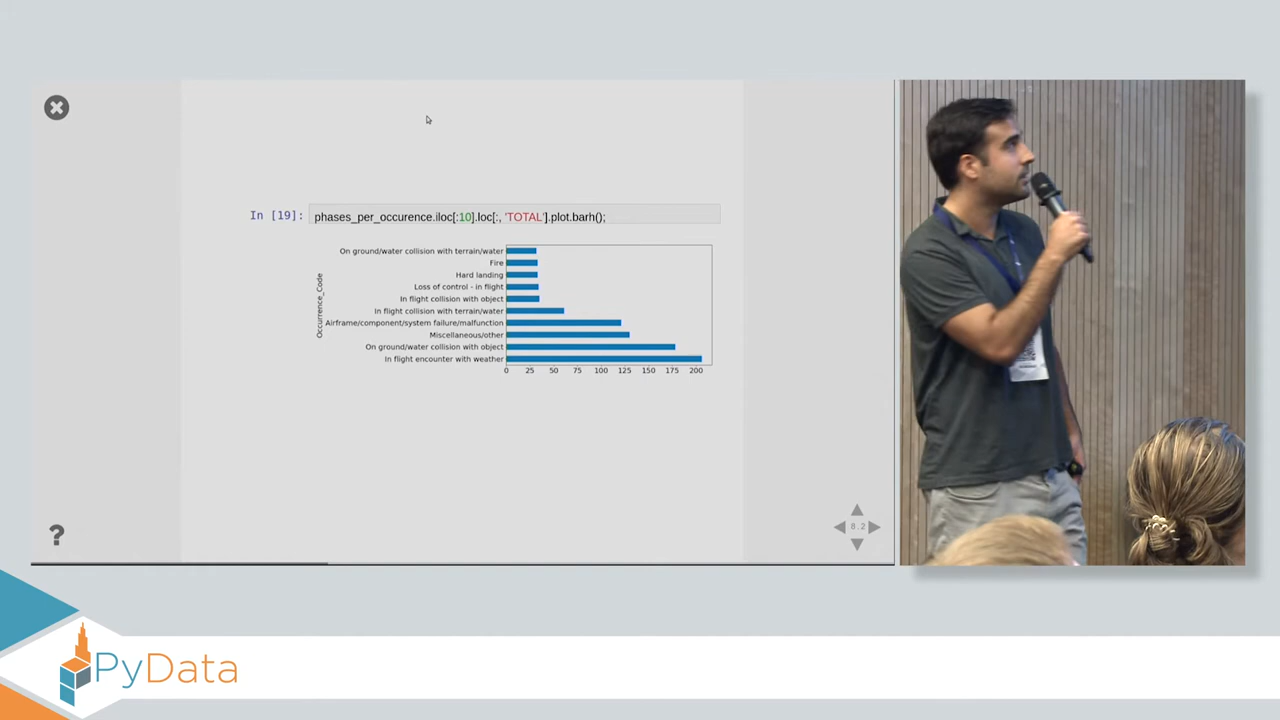 In [19]: phases_per_occurence.iloc[:10].loc[:, 'TOTAL'].plot.barh();
Occurrence_Code
On ground/water collision with terrain/water
Fire
Hard landing
Loss of control - in flight
In flight collision with object
In flight collision with terrain/water
Airframe/component/system failure/malfunction
Miscellaneous/other
On ground/water collision with object
In flight encounter with weather
0 25 50 75 100 125 150 175 200
?
8.2
PyData